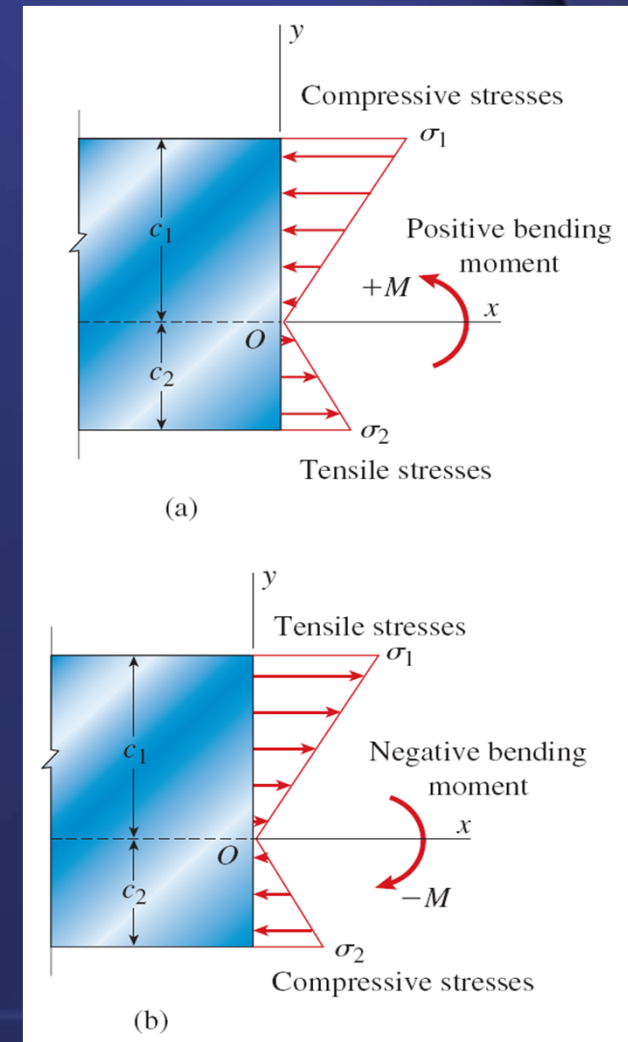 y
Compressive stresses
σ1
c1
Positive bending
moment
+M
x
O
c2
σ2
Tensile stresses
(a)
y
Tensile stresses
σ1
c1
Negative bending
moment
x
O
c2
−M
σ2
Compressive stresses
(b)